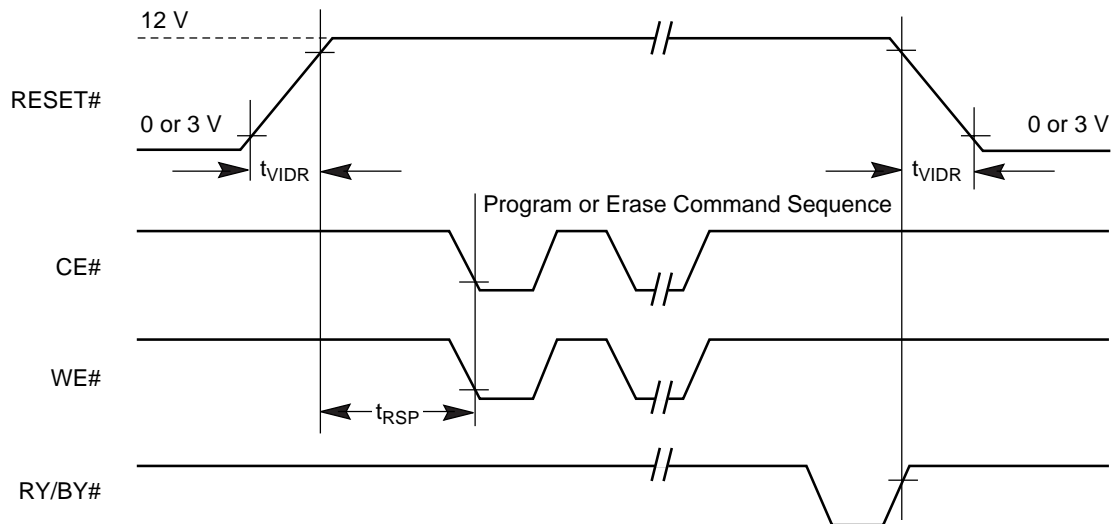 12 V
RESET#
0 or 3 V
0 or 3 V
tVIDR
tVIDR
Program or Erase Command Sequence
CE#
WE#
tRSP
RY/BY#